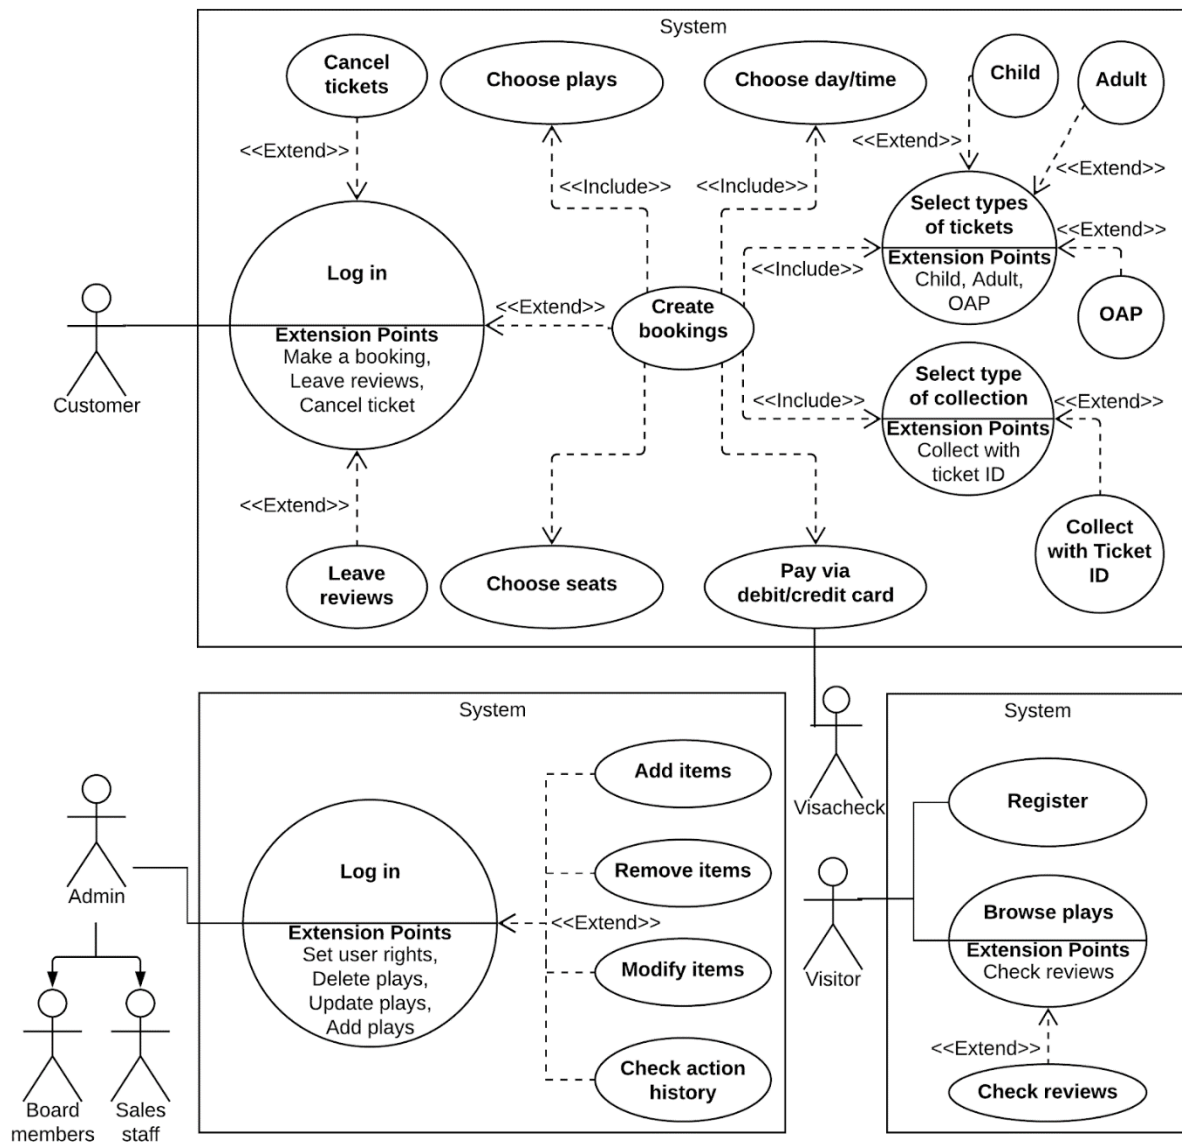 System
Cancel
tickets
Choose plays
Choose day/time
Child
Adult
<<Extend>>
<<Extend>>
<<Extend>>
<<Include>>
<<Include>>
Select types
of tickets
Extension Points
Child, Adult,
OAP
<<Extend>>
<<Include>>
OAP
Log in
Extension Points
Make a booking,
Leave reviews,
Cancel ticket
<<Extend>>
Create
bookings
Customer
Select type
of collection
Extension Points
Collect with
ticket ID
<<Include>>
<<Extend>>
<<Extend>>
Collect
with Ticket
ID
Leave
reviews
Choose seats
Pay via
debit/credit card
System
Visacheck
System
Admin
Log in
Extension Points
Set user rights,
Delete plays,
Update plays,
Add plays
<<Extend>>
Add items
Remove items
Modify items
Check action
history
Board
members
Sales
staff
Visitor
Register
Browse plays
Extension Points
Check reviews
<<Extend>>
Check reviews